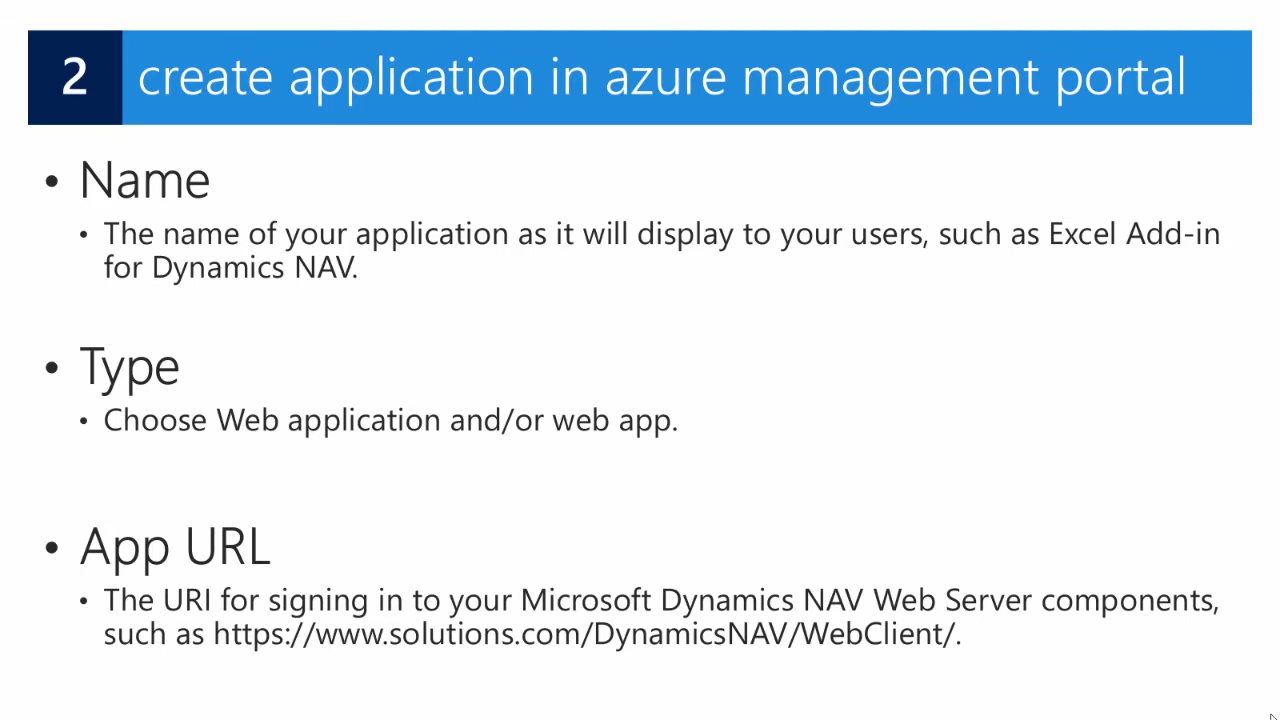 2 create application in azure management portal
• Name
• The name of your application as it will display to your users, such as Excel Add-in
for Dynamics NAV.
• Type
• Choose Web application and/or web app.
• App URL
• The URI for signing in to your Microsoft Dynamics NAV Web Server components,
such as https://www.solutions.com/DynamicsNAV/WebClient/.